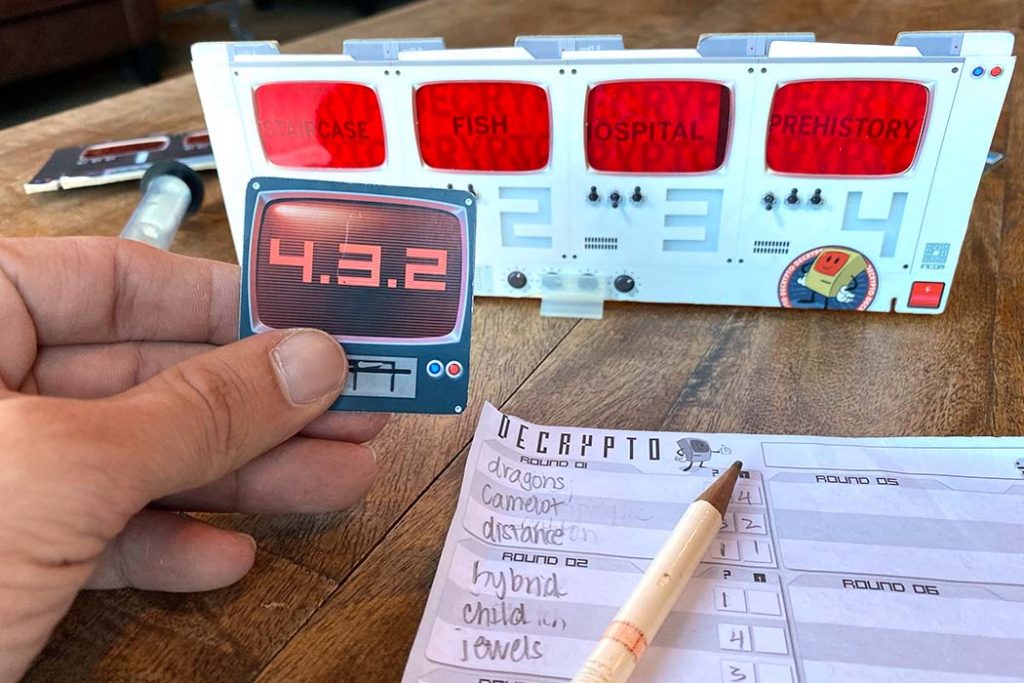 STAIRCASE
FISH
HOSPITAL
PREHISTORY
2 3 4
4.3.2
DECRYPTO
ROUND 01
dragons
Camelot
distance
? 
4
3 2
1 1
ROUND 02
hybrid
child
jewels
?
1
4
3
ROUND 05
ROUND 06